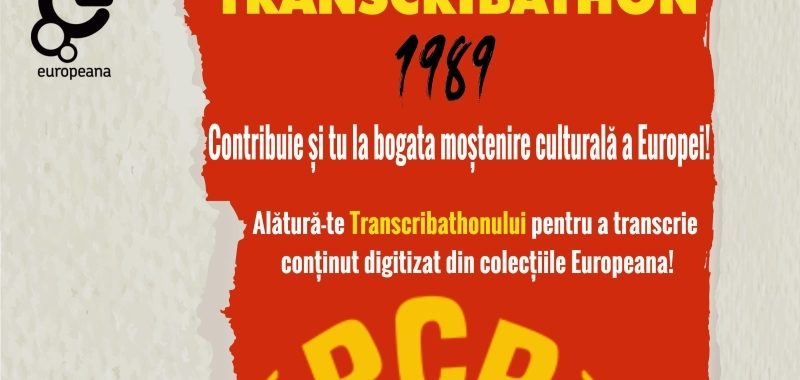 TRANSCRIBATHON
europeana
1989
Contribuie și tu la bogata moștenire culturală a Europei!
Alătură-te Transcribathonului pentru a transcrie
conținut digitizat din colecțiile Europeana!
PCR